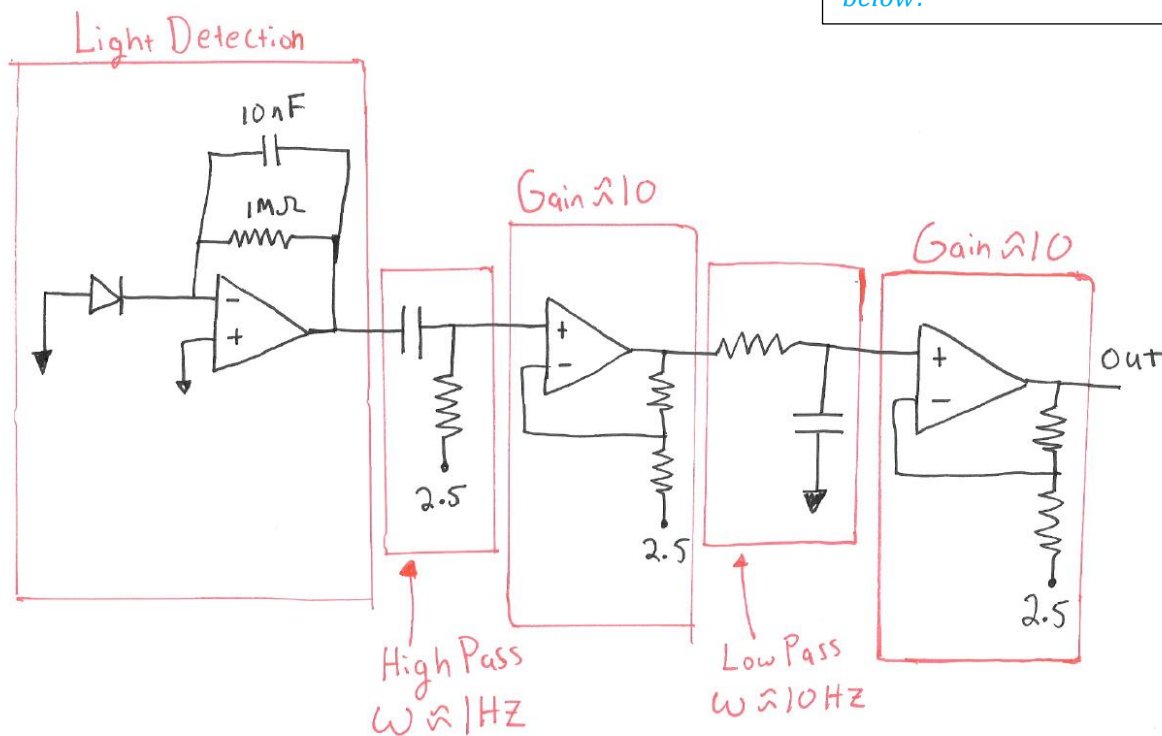 below.
Light Detection
10nF
1MΩ
Gain ≈ 10
Gain ≈ 10
-
+
+
-
+
-
out
2.5
2.5
2.5
High Pass
ω ≈ 1HZ
Low Pass
ω ≈ 10HZ